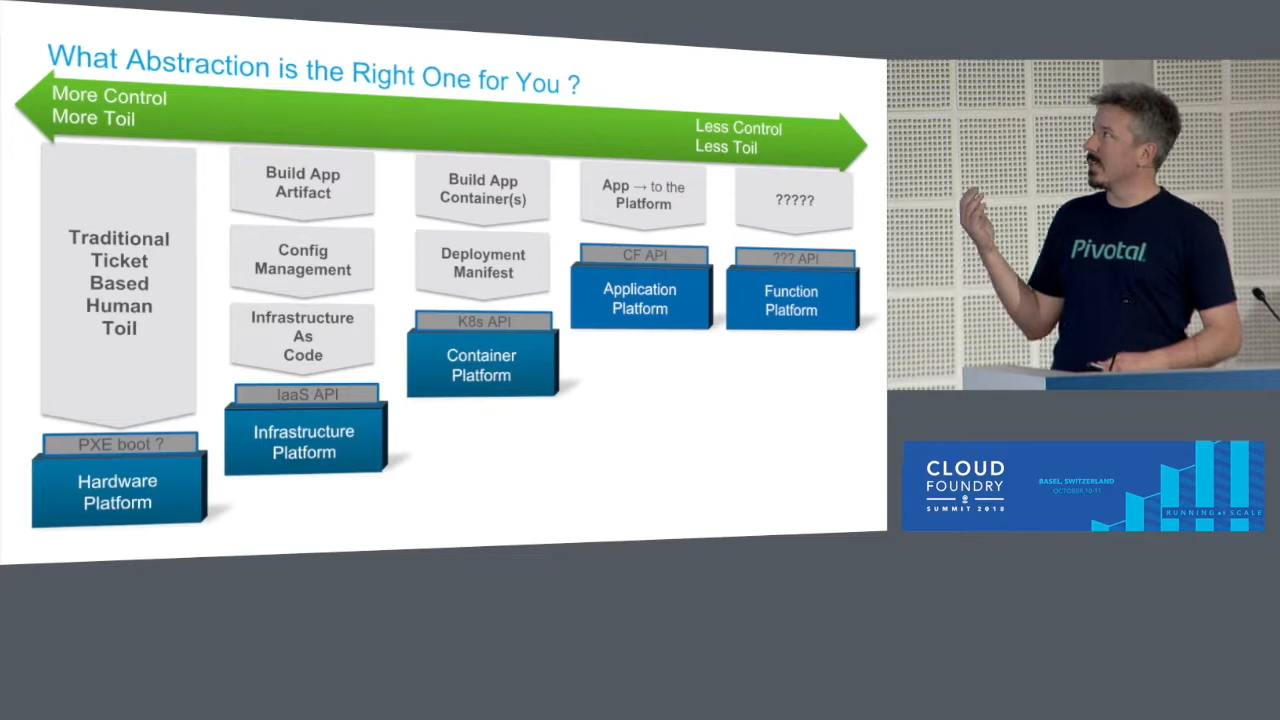 What Abstraction is the Right One for You ?
More Control
More Toil
Less Control
Less Toil
Traditional
Ticket
Based
Human
Toil
PXE boot ?
Hardware
Platform
Build App
Artifact
Config
Management
Infrastructure
As
Code
IaaS API
Infrastructure
Platform
Build App
Container(s)
Deployment
Manifest
K8s API
Container
Platform
App → to the
Platform
CF API
Application
Platform
?????
??? API
Function
Platform
Pivotal
CLOUD
FOUNDRY
SUMMIT 2018
BASEL, SWITZERLAND
OCTOBER 10-11
RUNNING AT SCALE